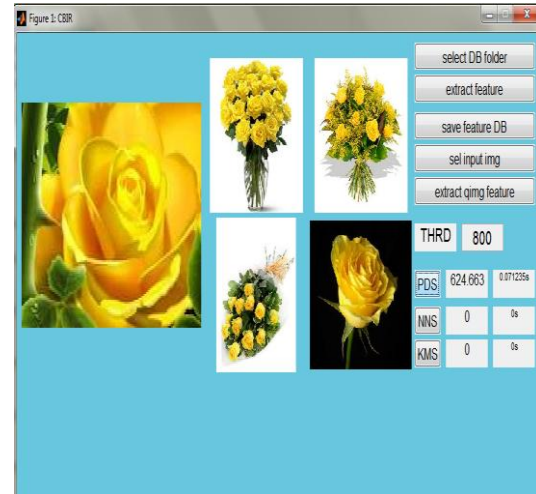 Figure 1: CBIR
select DB folder
extract feature
save feature DB
sel input img
extract qimg feature
THRD 800
PDS 624.663 0.071235s
NNS 0 0s
KMS 0 0s